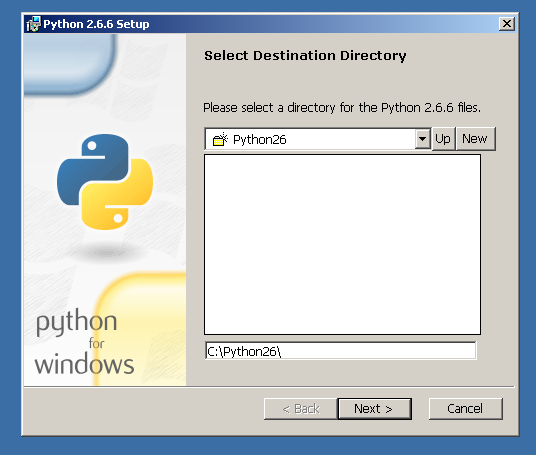 Python 2.6.6 Setup
Select Destination Directory
Please select a directory for the Python 2.6.6 files.
Python26
Up
New
C:\Python26\
python
for
windows
< Back
Next >
Cancel